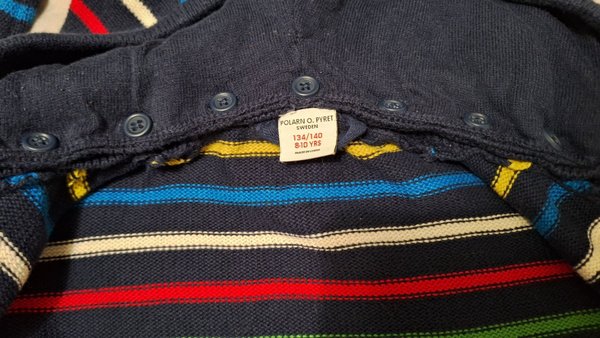 POLARN O. PYRET
SWEDEN
134/140
8-10 YRS